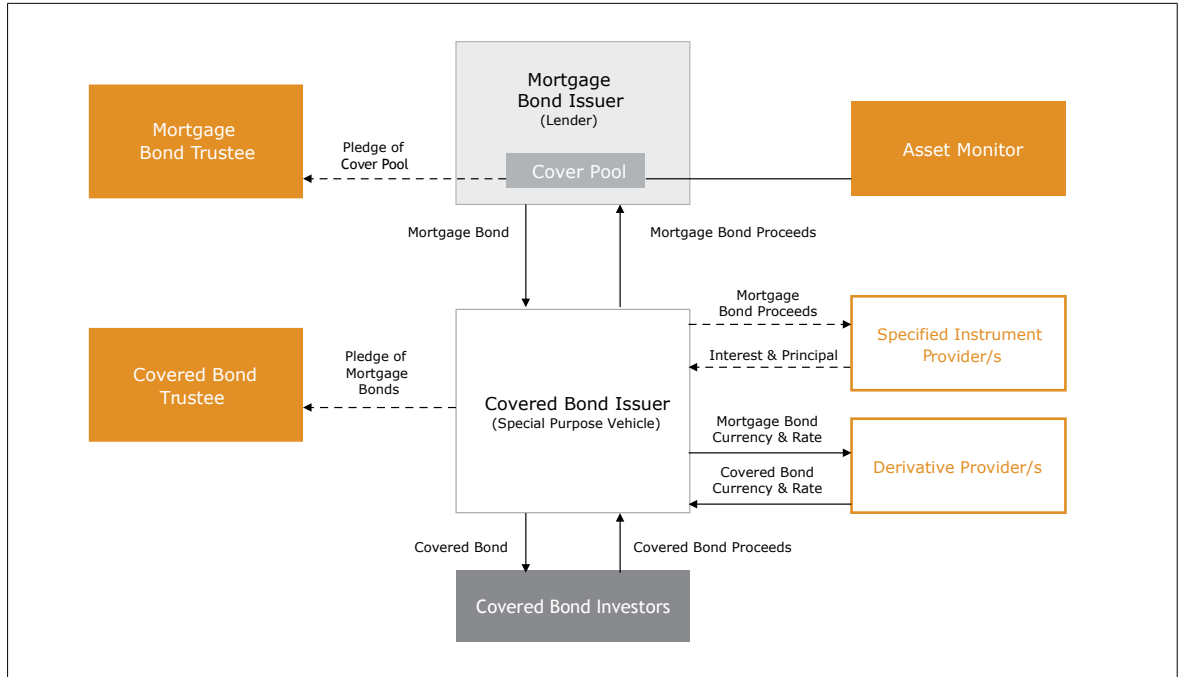 Mortgage
Bond Issuer
(Lender)
Mortgage
Bond Trustee
Pledge of
Cover Pool
Cover Pool
Asset Monitor
Mortgage Bond
Mortgage Bond Proceeds
Mortgage
Bond Proceeds
Specified Instrument
Provider/s
Interest & Principal
Covered Bond
Trustee
Pledge of
Mortgage
Bonds
Covered Bond Issuer
(Special Purpose Vehicle)
Mortgage Bond
Currency & Rate
Derivative Provider/s
Covered Bond
Currency & Rate
Covered Bond
Covered Bond Proceeds
Covered Bond Investors